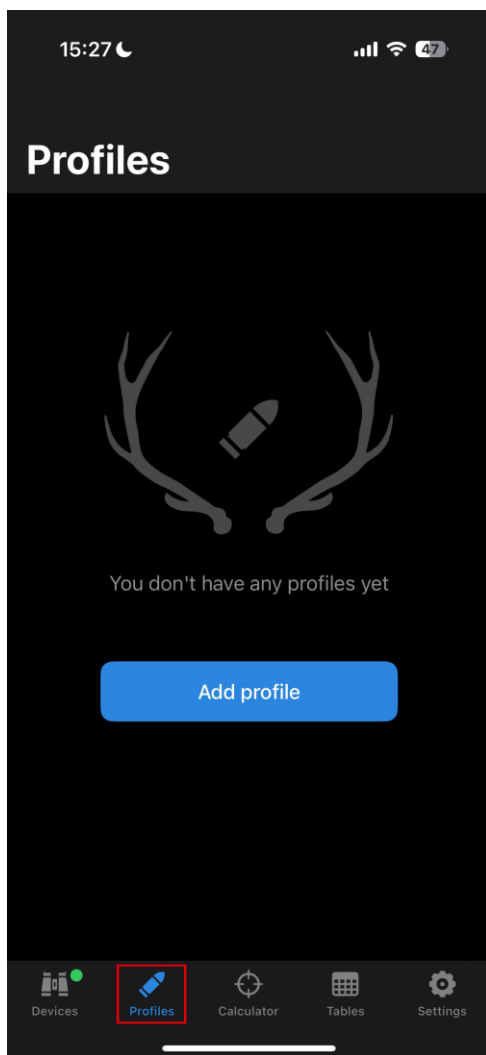 15:27
47
Profiles
You don't have any profiles yet
Add profile
Devices Profiles Calculator Tables Settings